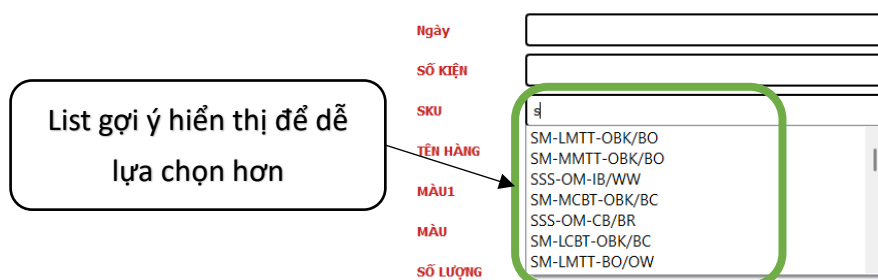 Ngày
SỐ KIỆN
List gợi ý hiển thị để dễ
lựa chọn hơn
SKU
s
TÊN HÀNG
MÀU1
MÀU
SỐ LƯỢNG
SM-LMTT-OBK/BO
SM-MMTT-OBK/BO
SSS-OM-IB/WW
SM-MCBT-OBK/BC
SSS-OM-CB/BR
SM-LCBT-OBK/BC
SM-LMTT-BO/OW